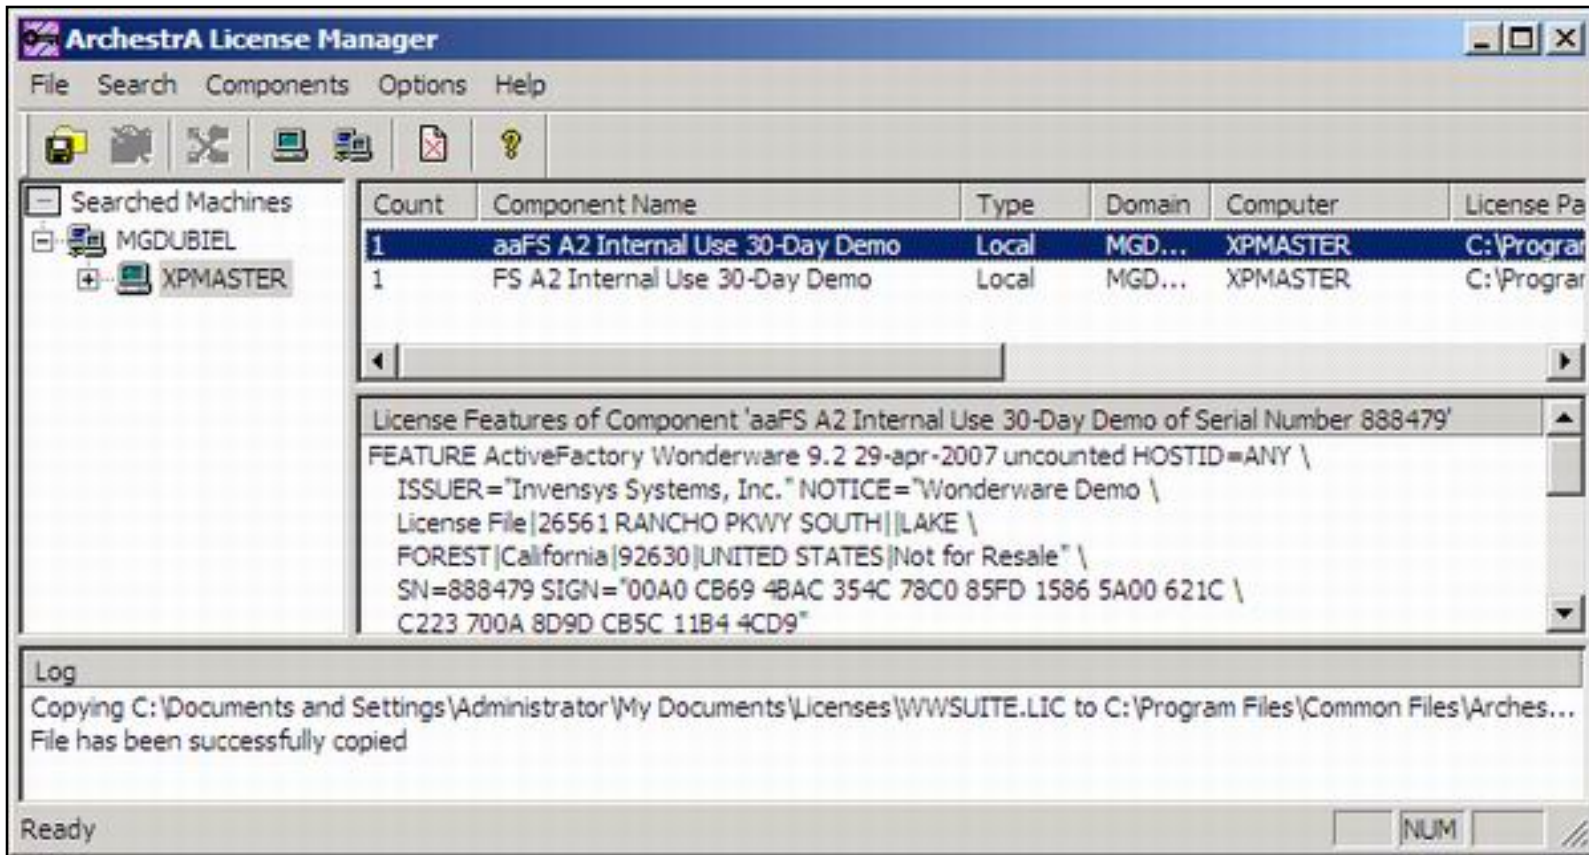 ArchestrA License Manager
File Search Components Options Help
Searched Machines
MGDUBIEL
XPMASTER
Count Component Name Type Domain Computer License Pa
1 aaFS A2 Internal Use 30-Day Demo Local MGD... XPMASTER C:\Prograr
1 FS A2 Internal Use 30-Day Demo Local MGD... XPMASTER C:\Prograr
License Features of Component 'aaFS A2 Internal Use 30-Day Demo of Serial Number 888479'
FEATURE ActiveFactory Wonderware 9.2 29-apr-2007 uncounted HOSTID=ANY \
ISSUER="Invensys Systems, Inc." NOTICE="Wonderware Demo \
License File|26561 RANCHO PKWY SOUTH||LAKE \
FOREST|California|92630|UNITED STATES|Not for Resale" \
SN=888479 SIGN="00A0 CB69 4BAC 354C 78C0 85FD 1586 5A00 621C \
C223 700A 8D9D CB5C 11B4 4CD9"
Log
Copying C:\Documents and Settings\Administrator\My Documents\Licenses\WWSUITE.LIC to C:\Program Files\Common Files\Arches...
File has been successfully copied
Ready NUM